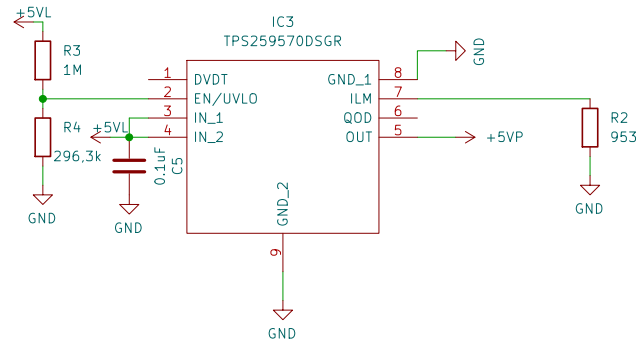 +5VL
IC3
TPS259570DSGR
R3
1M
GND
1
DVDT
GND_1
8
2
EN/UVLO
ILM
7
3
IN_1
QOD
6
4
IN_2
OUT
5
R4
296,3k
+5VL
0.1uF
C5
+5VP
R2
953
GND
GND
GND
GND_2
9
GND